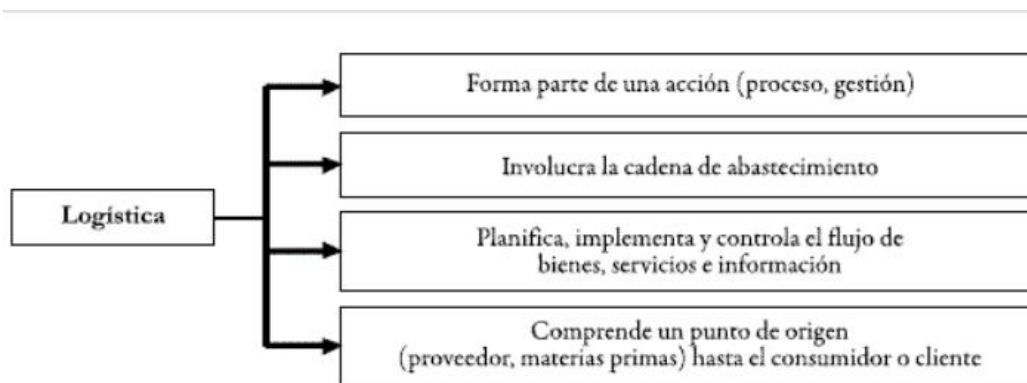 Forma parte de una acción (proceso, gestión)
Involucra la cadena de abastecimiento
Logística
Planifica, implementa y controla el flujo de
bienes, servicios e información
Comprende un punto de origen
(proveedor, materias primas) hasta el consumidor o cliente